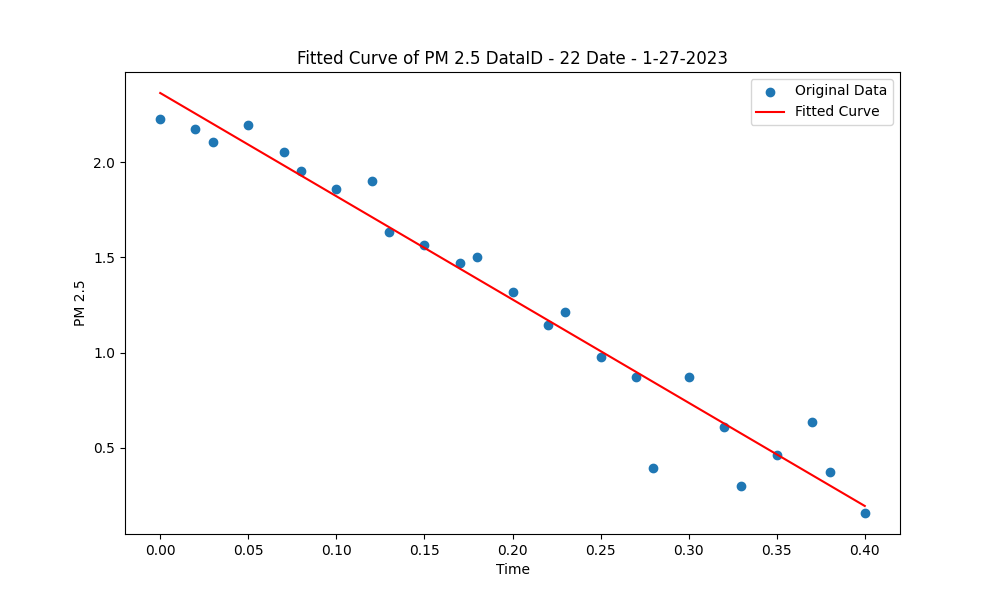 Fitted Curve of PM 2.5 DataID - 22 Date - 1-27-2023
Original Data
Fitted Curve
PM 2.5
2.0
1.5
1.0
0.5
0.00 0.05 0.10 0.15 0.20 0.25 0.30 0.35 0.40
Time